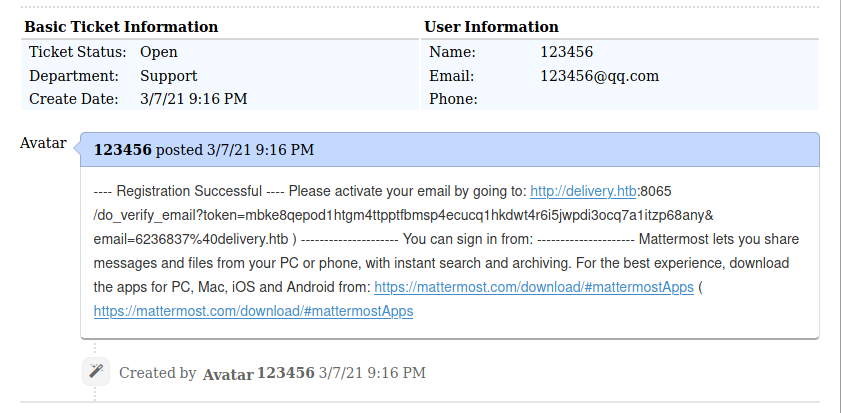 Basic Ticket Information
User Information
Ticket Status: Open
Name: 123456
Department: Support
Email: 123456@qq.com
Create Date: 3/7/21 9:16 PM
Phone:
Avatar
123456 posted 3/7/21 9:16 PM
---- Registration Successful ---- Please activate your email by going to: http://delivery.htb:8065
/do_verify_email?token=mbke8qepod1htgm4ttpptfbmsp4ecucq1hkdwt4r6i5jwpdi3ocq7a1itzp68any&
email=6236837%40delivery.htb ) --------------------- You can sign in from: --------------------- Mattermost lets you share
messages and files from your PC or phone, with instant search and archiving. For the best experience, download
the apps for PC, Mac, iOS and Android from: https://mattermost.com/download/#mattermostApps (
https://mattermost.com/download/#mattermostApps
Created by Avatar 123456 3/7/21 9:16 PM